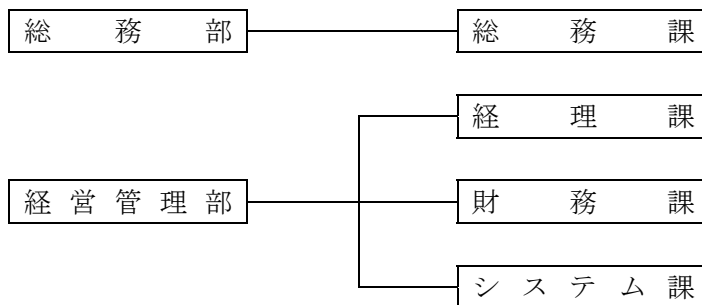 総務部 総務課
経理課
経営管理部 財務課
システム課